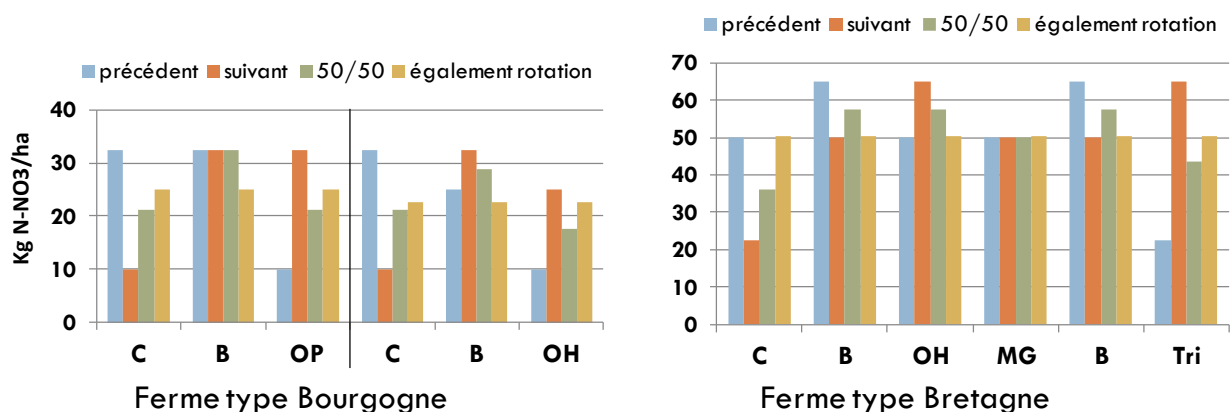 précédent suivant 50/50 également rotation
Kg N-NO3/ha
40
30
20
10
0
C B OP C B OH
Ferme type Bourgogne
précédent suivant 50/50 également rotation
70
60
50
40
30
20
10
0
C B OH MG B Tri
Ferme type Bretagne